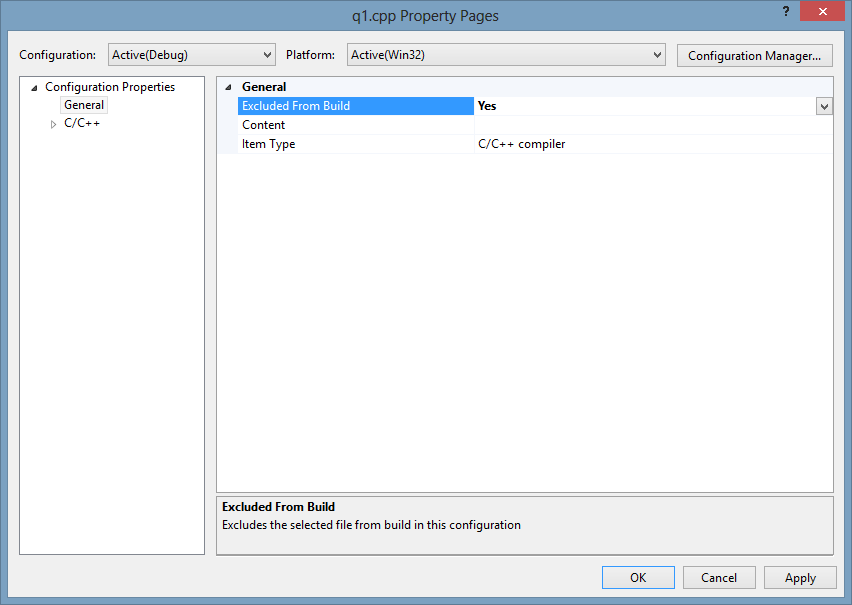 q1.cpp Property Pages
?
Configuration: Active(Debug) Platform: Active(Win32) Configuration Manager...
Configuration Properties
General
C/C++
General
Excluded From Build Yes
Content
Item Type C/C++ compiler
Excluded From Build
Excludes the selected file from build in this configuration
OK Cancel Apply